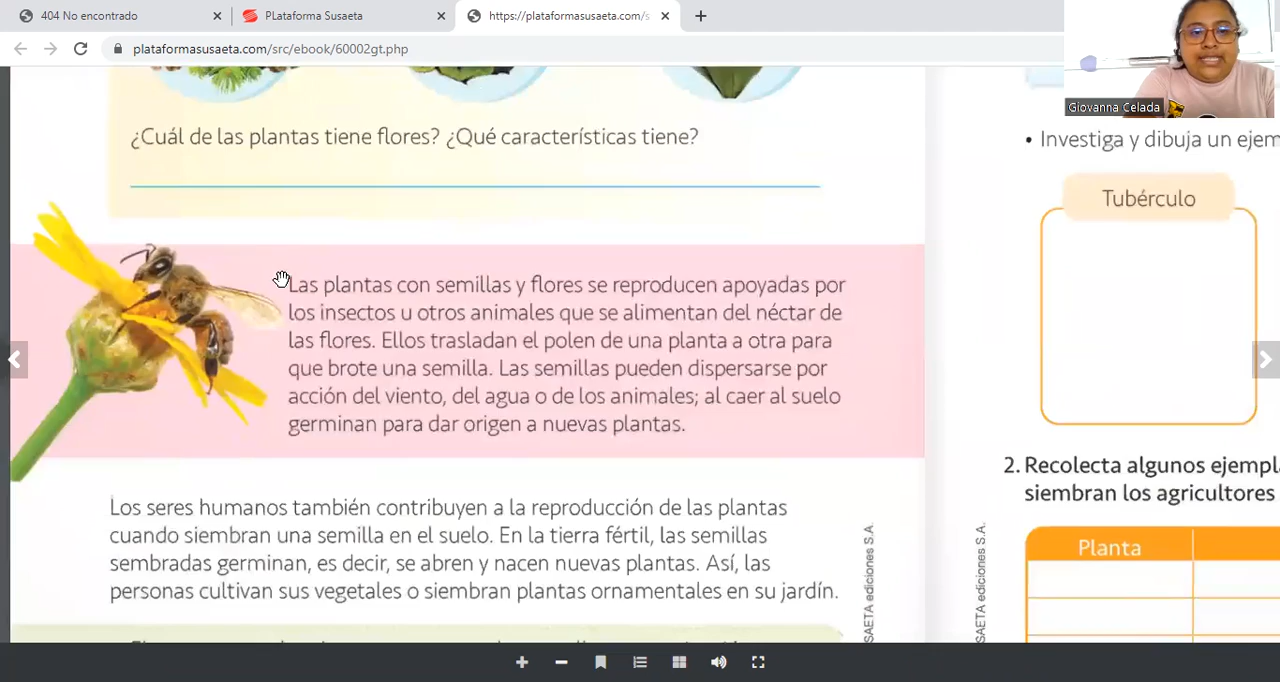 404 No encontrado
PLataforma Susaeta
https://plataformasusaeta.com/s
plataformasusaeta.com/src/ebook/60002gt.php
Giovanna Celada
¿Cuál de las plantas tiene flores? ¿Qué características tiene?
Las plantas con semillas y flores se reproducen apoyadas por
los insectos u otros animales que se alimentan del néctar de
las flores. Ellos trasladan el polen de una planta a otra para
que brote una semilla. Las semillas pueden dispersarse por
acción del viento, del agua o de los animales; al caer al suelo
germinan para dar origen a nuevas plantas.
Los seres humanos también contribuyen a la reproducción de las plantas
cuando siembran una semilla en el suelo. En la tierra fértil, las semillas
sembradas germinan, es decir, se abren y nacen nuevas plantas. Así, las
personas cultivan sus vegetales o siembran plantas ornamentales en su jardín.
SAETA ediciones S.A.
SAETA ediciones S.A.
• Investiga y dibuja un ejem
Tubérculo
2. Recolecta algunos ejempl
siembran los agricultores
Planta